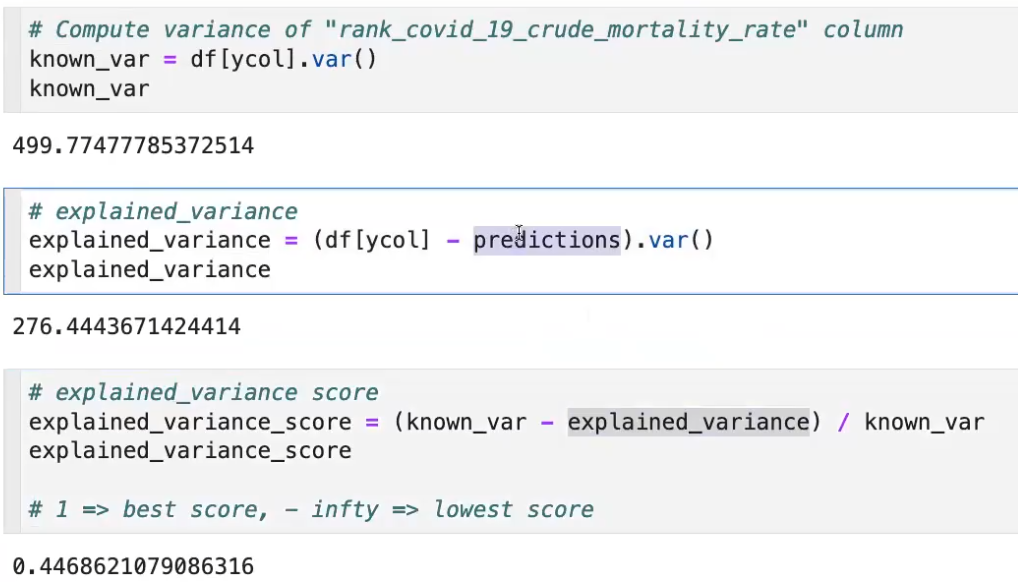 # Compute variance of "rank_covid_19_crude_mortality_rate" column
known_var = df[ycol].var()
known_var
499.77477785372514
# explained_variance
explained_variance = (df[ycol] - predictions).var()
explained_variance
276.4443671424414
# explained_variance score
explained_variance_score = (known_var - explained_variance) / known_var
explained_variance_score
# 1 => best score, - infty => lowest score
0.4468621079086316